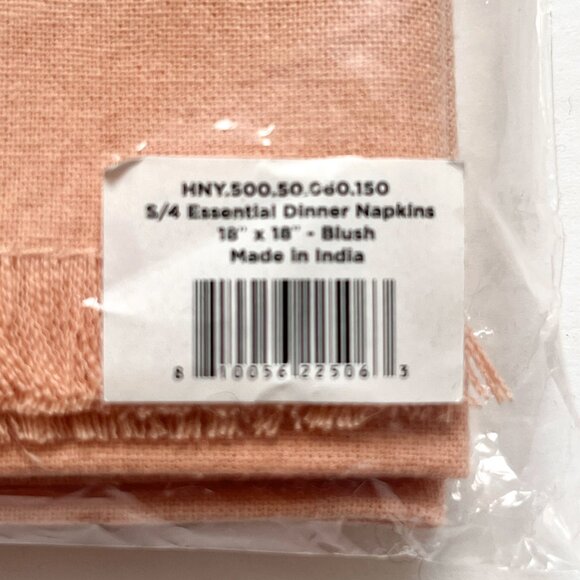 HNY.500.50.060.150
S/4 Essential Dinner Napkins
18" x 18" - Blush
Made in India
8 10056 22506 3